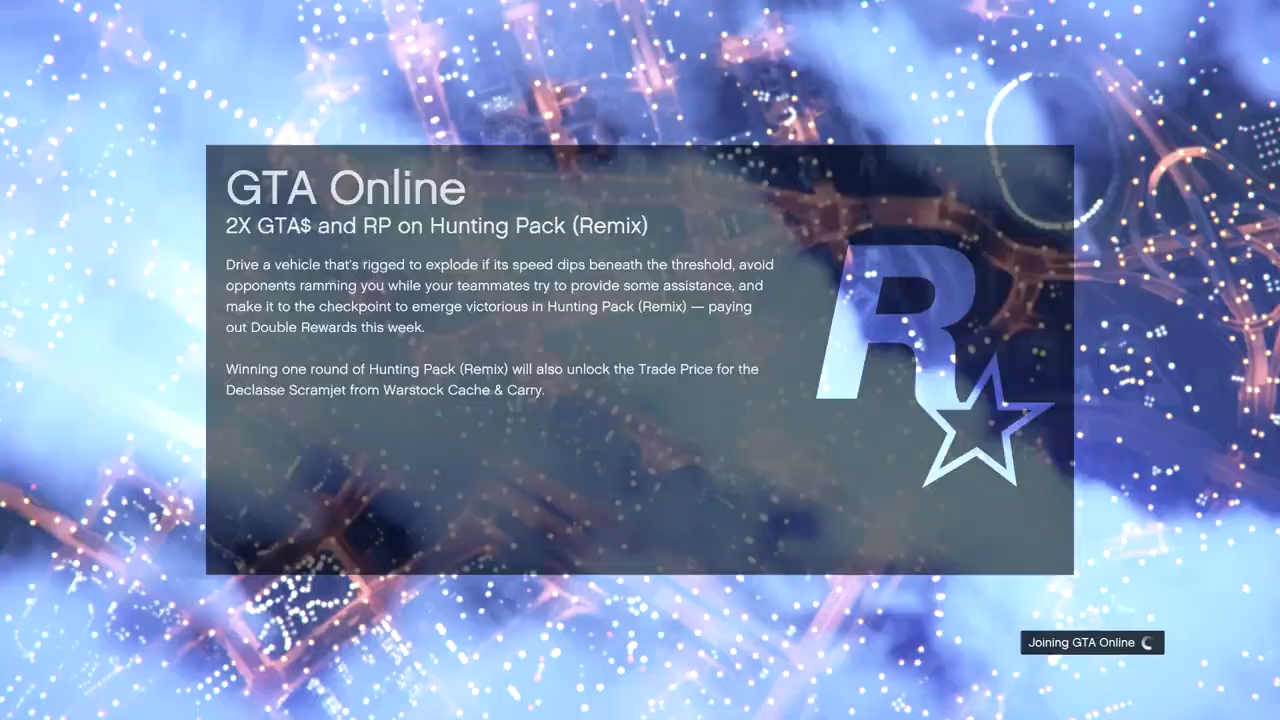 GTA Online
2X GTA$ and RP on Hunting Pack (Remix)
Drive a vehicle that's rigged to explode if its speed dips beneath the threshold, avoid
opponents ramming you while your teammates try to provide some assistance, and
make it to the checkpoint to emerge victorious in Hunting Pack (Remix) — paying
out Double Rewards this week.
Winning one round of Hunting Pack (Remix) will also unlock the Trade Price for the
Declasse Scramjet from Warstock Cache & Carry.
R
Joining GTA Online